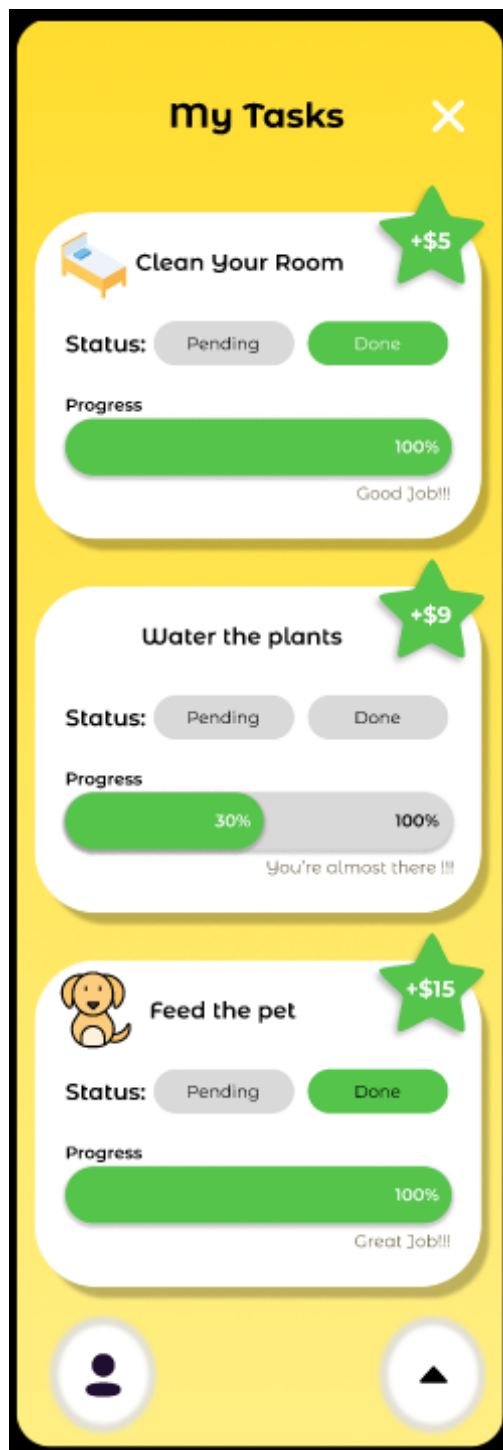 My Tasks
+$5
Clean Your Room
Status: Pending Done
Progress
100%
Good Job!!!
+$9
Water the plants
Status: Pending Done
Progress
30% 100%
You're almost there !!!
+$15
Feed the pet
Status: Pending Done
Progress
100%
Great Job!!!